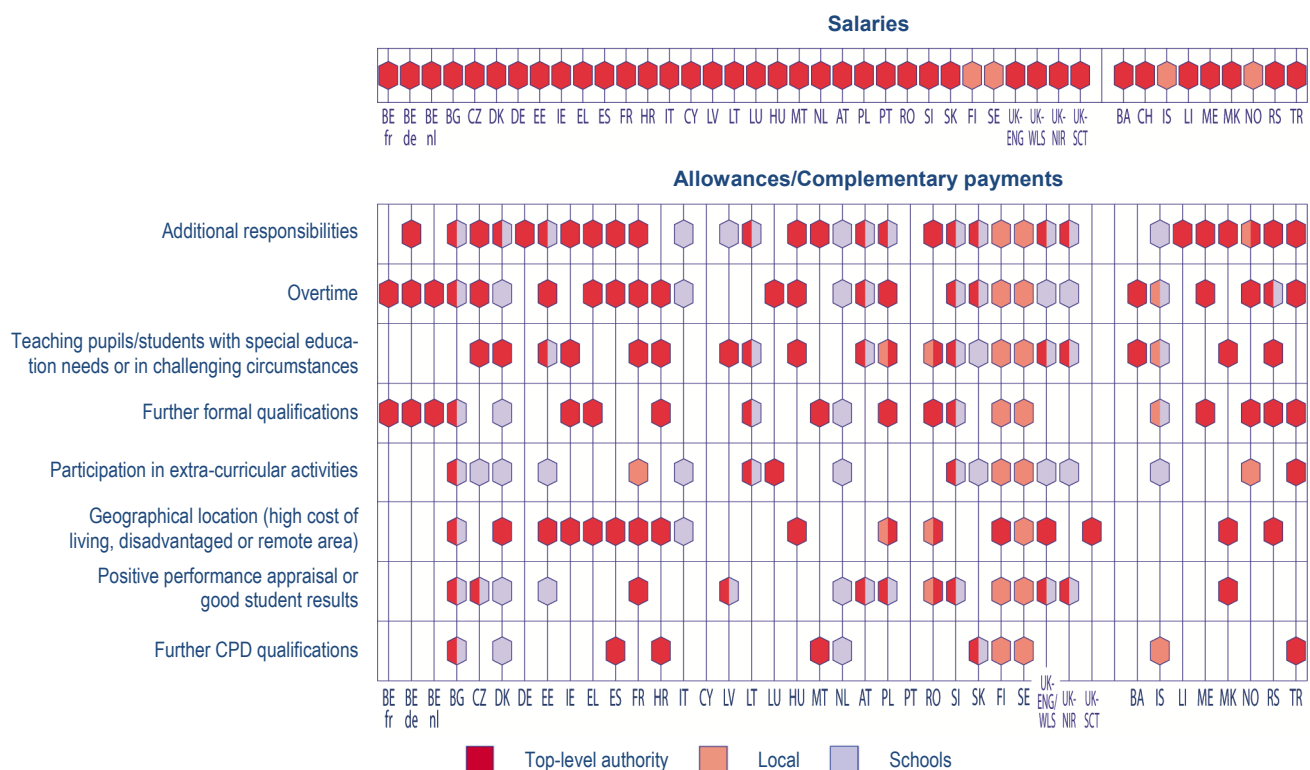 Salaries
BE fr BE de BE nl BG CZ DK DE EE IE EL ES FR HR IT CY LV LT LU HU MT NL AT PL PT RO SI SK FI SE UK-ENG UK-WLS UK-NIR UK-SCT BA CH IS LI ME MK NO RS TR
Allowances/Complementary payments
Additional responsibilities
Overtime
Teaching pupils/students with special educa-
tion needs or in challenging circumstances
Further formal qualifications
Participation in extra-curricular activities
Geographical location (high cost of
living, disadvantaged or remote area)
Positive performance appraisal or
good student results
Further CPD qualifications
BE fr BE de BE nl BG CZ DK DE EE IE EL ES FR HR IT CY LV LT LU HU MT NL AT PL PT RO SI SK FI SE UK-ENG/WLS UK-NIR UK-SCT BA IS LI ME MK NO RS TR
Top-level authority Local Schools